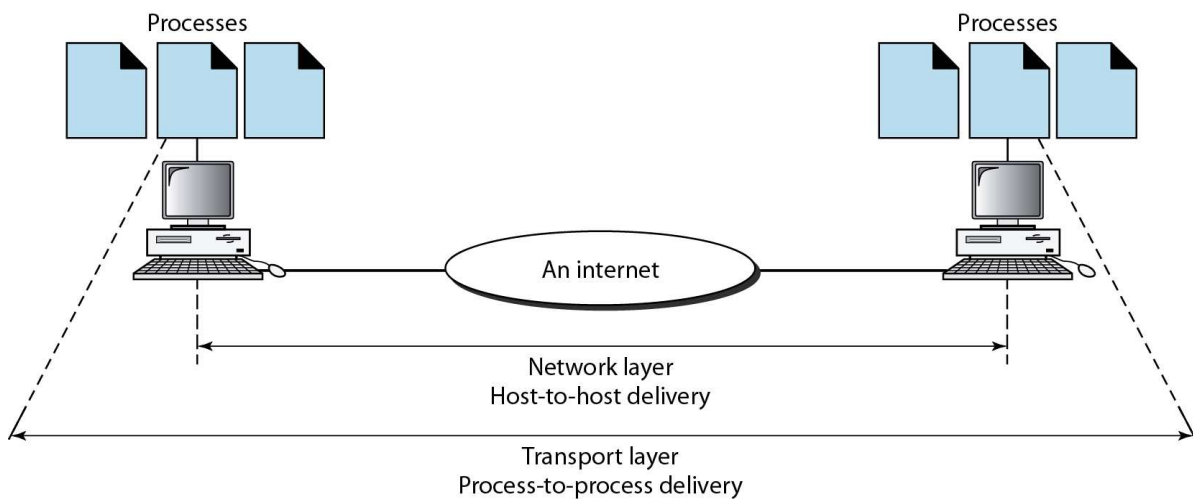 Processes
Processes
An internet
Network layer
Host-to-host delivery
Transport layer
Process-to-process delivery